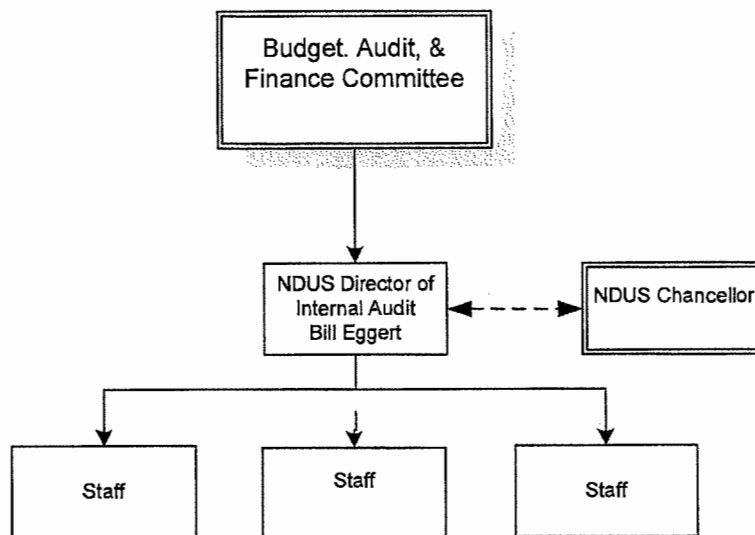 Budget. Audit, &
Finance Committee
NDUS Director of
Internal Audit
Bill Eggert
NDUS Chancellor
Staff
Staff
Staff